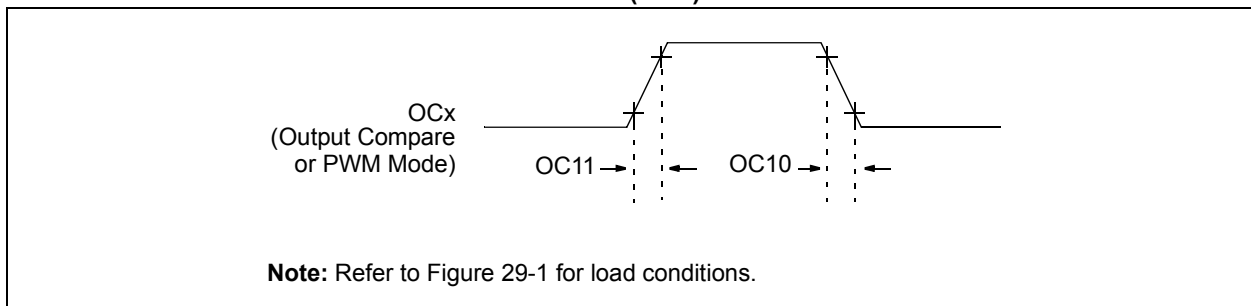 OCx
(Output Compare
or PWM Mode)
OC11
OC10
Note: Refer to Figure 29-1 for load conditions.